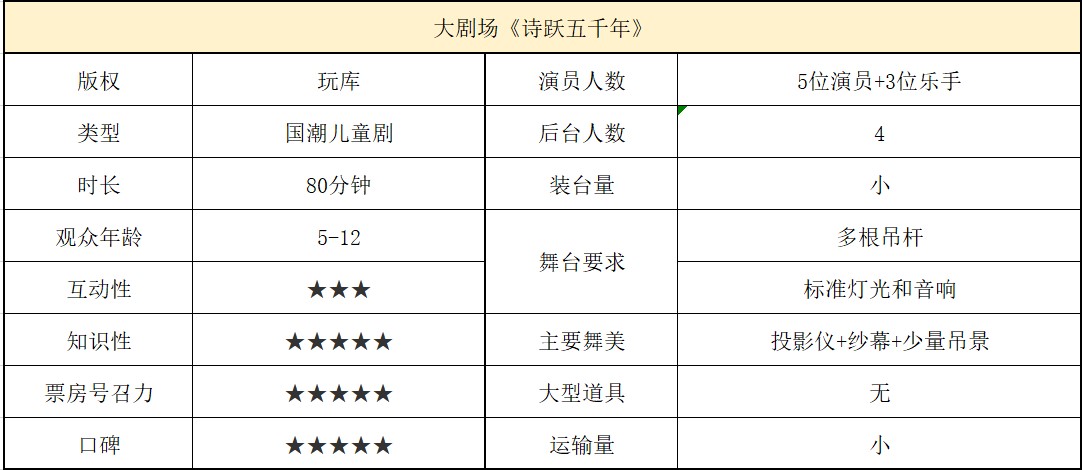 大剧场《诗跃五千年》
版权 玩库 演员人数 5位演员+3位乐手
类型 国潮儿童剧 后台人数 4
时长 80分钟 装台量 小
观众年龄 5-12 舞台要求 多根吊杆
互动性 ★★★ 标准灯光和音响
知识性 ★★★★★ 主要舞美 投影仪+纱幕+少量吊景
票房号召力 ★★★★★ 大型道具 无
口碑 ★★★★★ 运输量 小